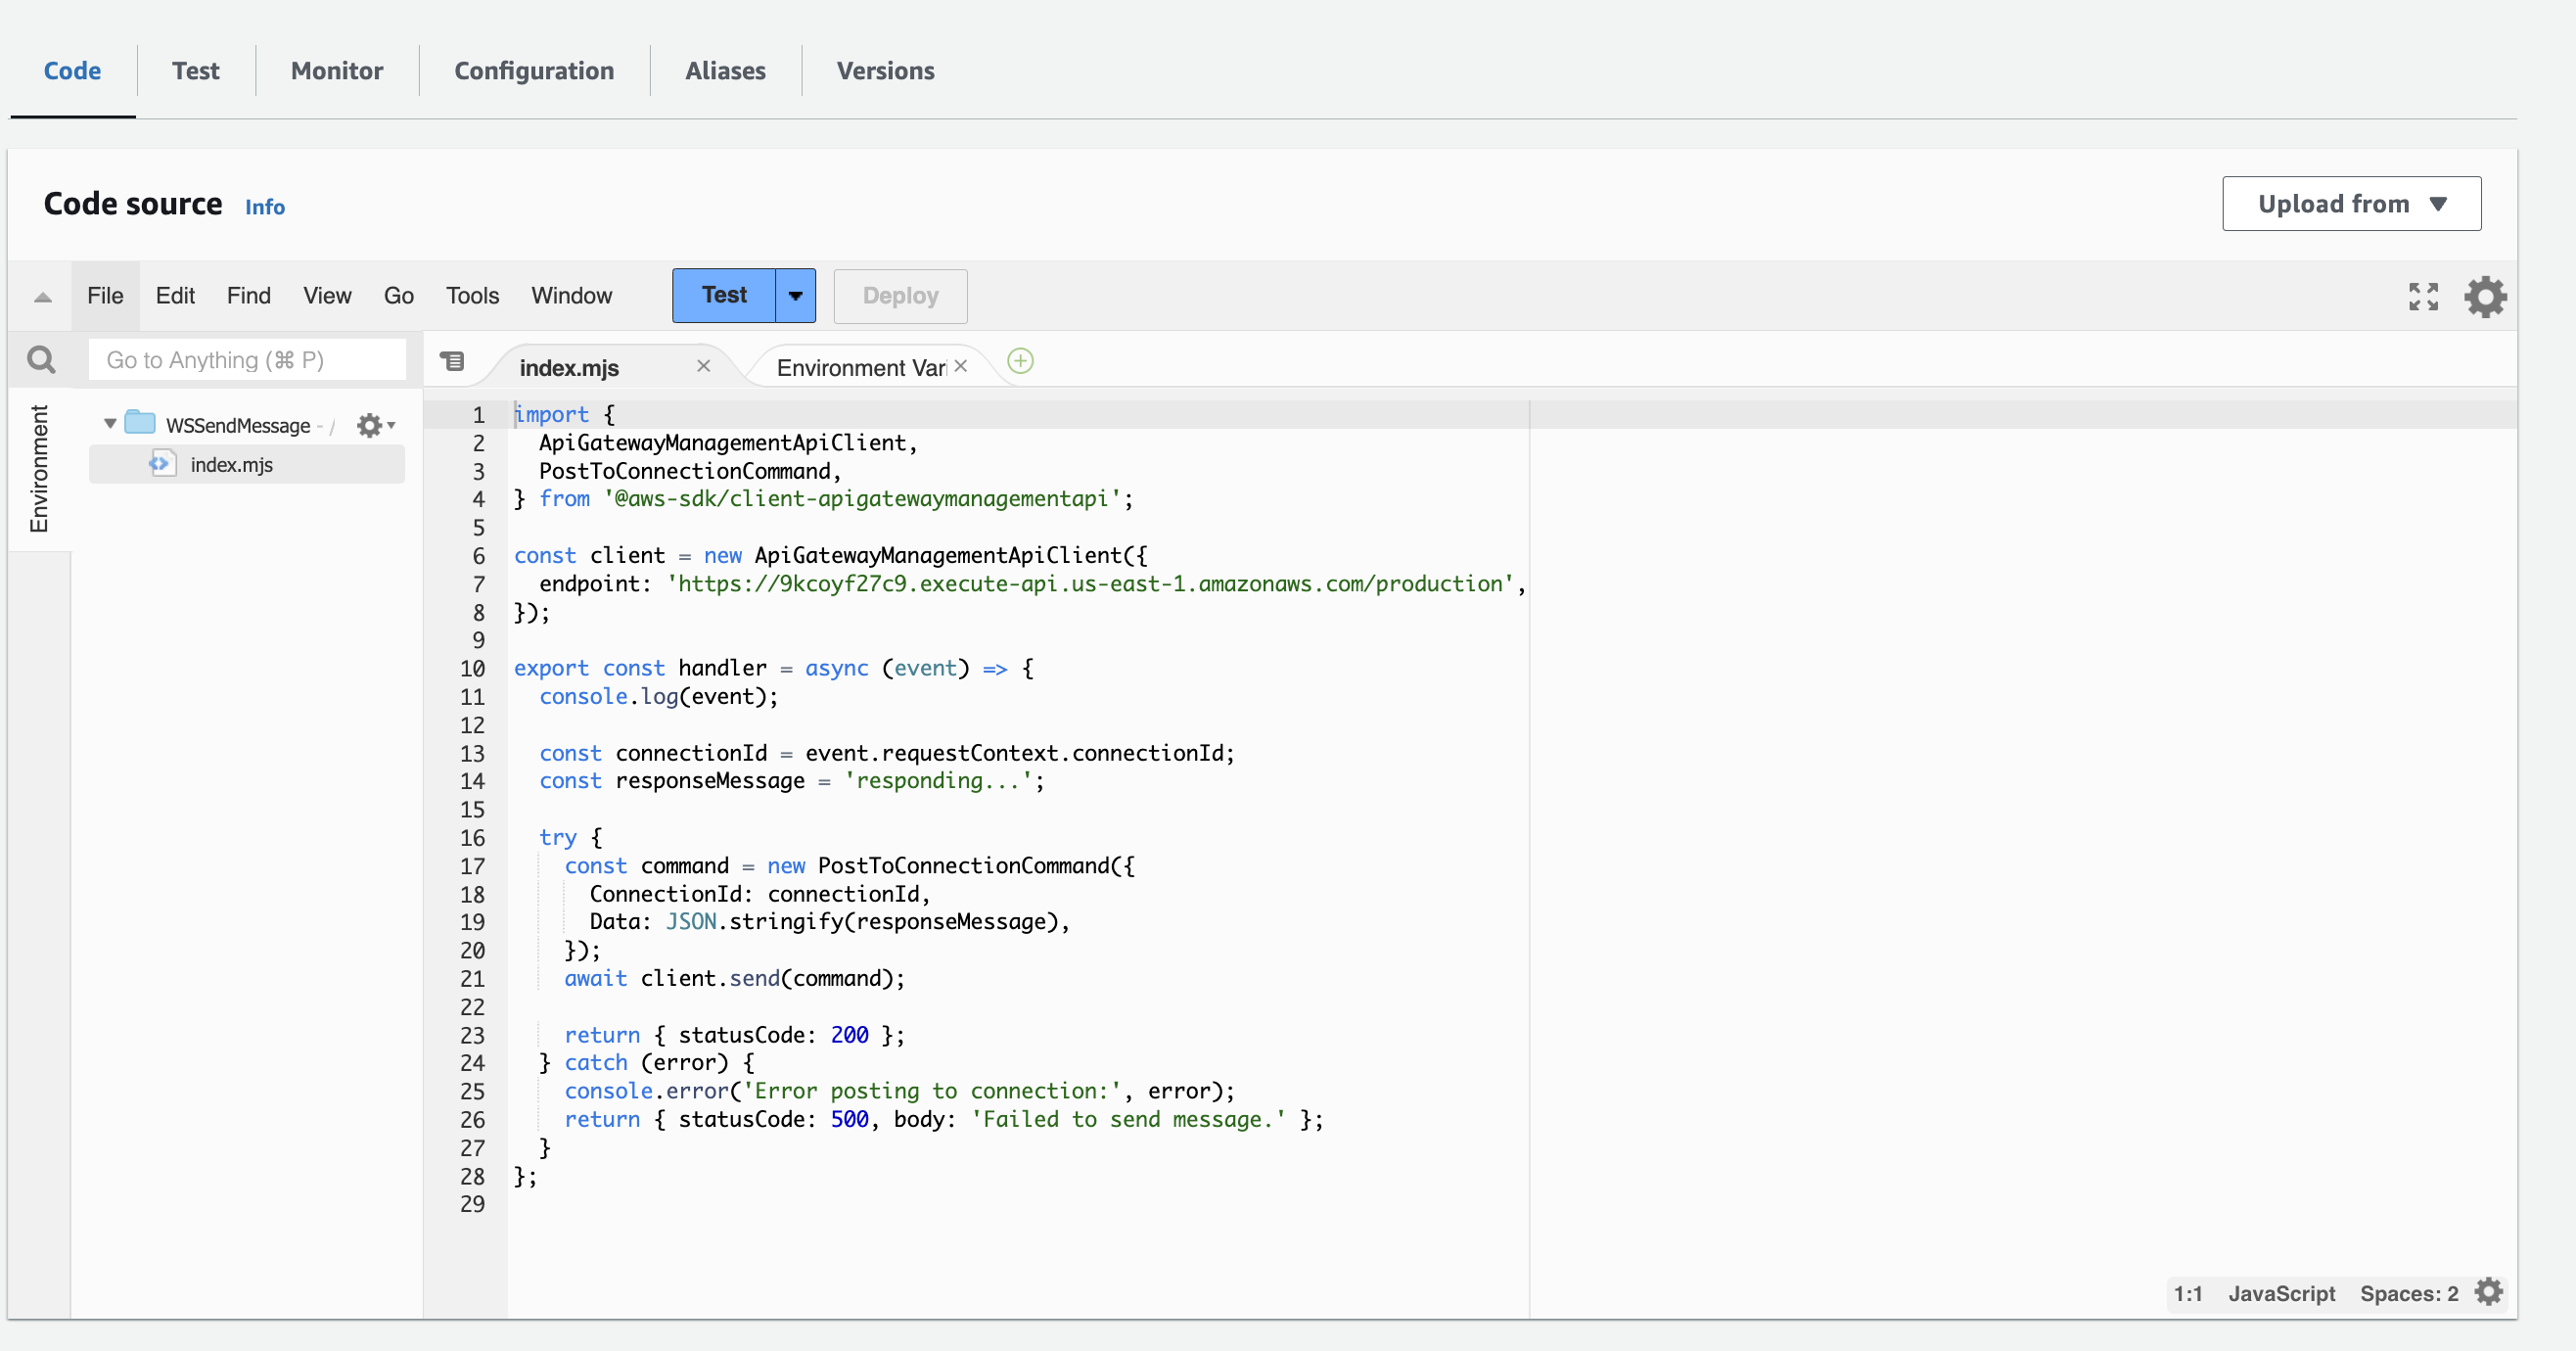 Code Test Monitor Configuration Aliases Versions
Code source Info Upload from
File Edit Find View Go Tools Window Test Deploy
Go to Anything (⌘ P) index.mjs Environment Var
Environment
WSSendMessage - /
index.mjs
1 import {
2   ApiGatewayManagementApiClient,
3   PostToConnectionCommand,
4 } from '@aws-sdk/client-apigatewaymanagementapi';
5
6 const client = new ApiGatewayManagementApiClient({
7   endpoint: 'https://9kcoyf27c9.execute-api.us-east-1.amazonaws.com/production',
8 });
9
10 export const handler = async (event) => {
11   console.log(event);
12
13   const connectionId = event.requestContext.connectionId;
14   const responseMessage = 'responding...';
15
16   try {
17     const command = new PostToConnectionCommand({
18       ConnectionId: connectionId,
19       Data: JSON.stringify(responseMessage),
20     });
21     await client.send(command);
22
23     return { statusCode: 200 };
24   } catch (error) {
25     console.error('Error posting to connection:', error);
26     return { statusCode: 500, body: 'Failed to send message.' };
27   }
28 };
29
1:1 JavaScript Spaces: 2